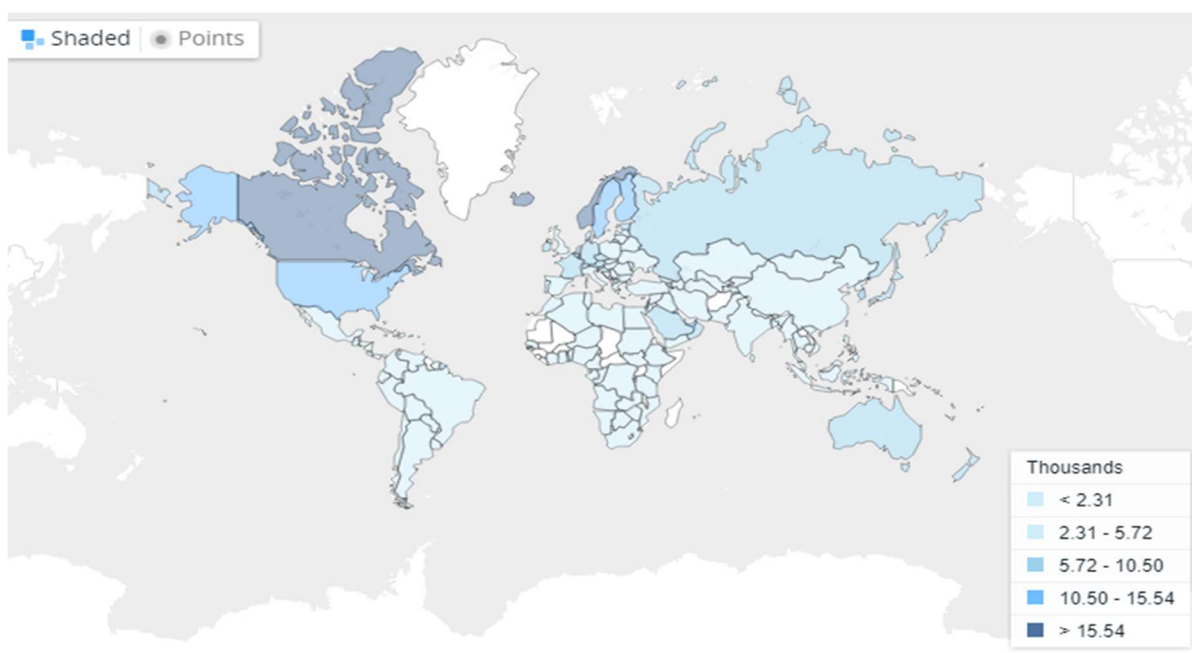 Shaded Points
Thousands
< 2.31
2.31 - 5.72
5.72 - 10.50
10.50 - 15.54
> 15.54